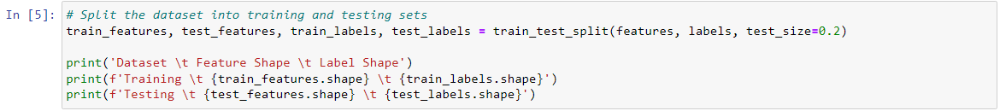 In [5]: # Split the dataset into training and testing sets
train_features, test_features, train_labels, test_labels = train_test_split(features, labels, test_size=0.2)
print('Dataset \t Feature Shape \t Label Shape')
print(f'Training \t {train_features.shape} \t {train_labels.shape}')
print(f'Testing \t {test_features.shape} \t {test_labels.shape}')